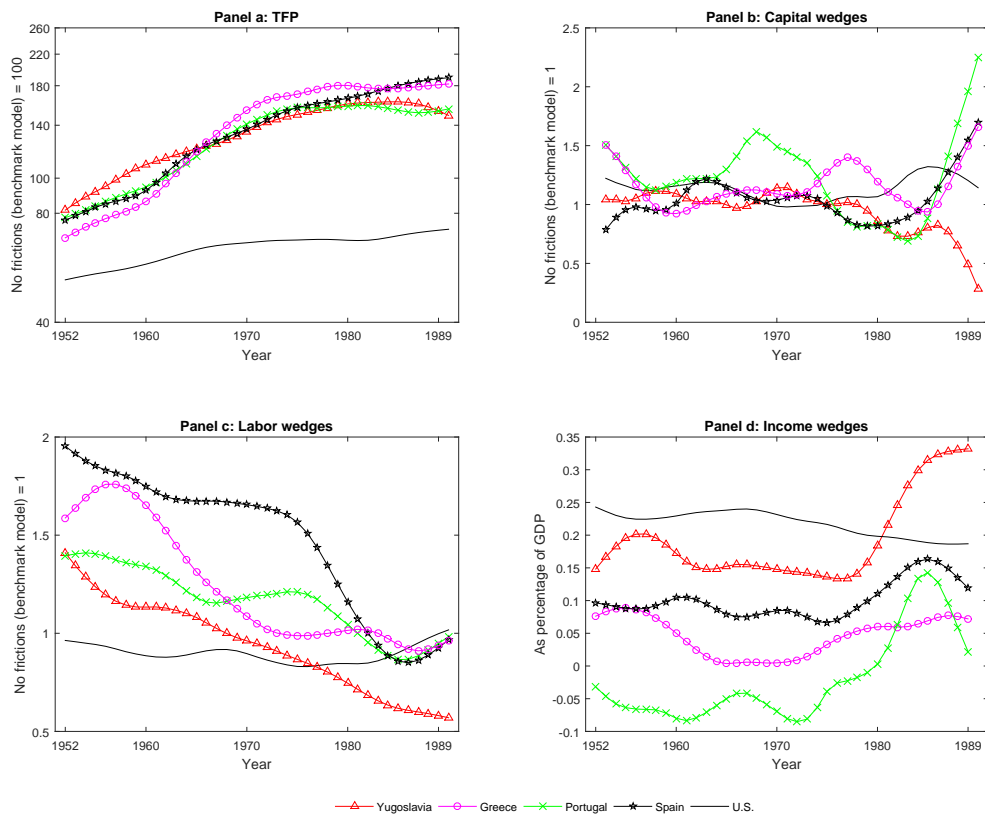 Panel a: TFP
No frictions (benchmark model) = 100
260
220
180
140
100
80
40
1952
1960
1970
1980
1989
Year
Panel b: Capital wedges
No frictions (benchmark model) = 1
2.5
2
1.5
1
0.5
0
1952
1960
1970
1980
1989
Year
Panel c: Labor wedges
No frictions (benchmark model) = 1
2
1.5
1
0.5
1952
1960
1970
1980
1989
Year
Panel d: Income wedges
As percentage of GDP
0.35
0.3
0.25
0.2
0.15
0.1
0.05
0
-0.05
-0.1
1952
1960
1970
1980
1989
Year
Yugoslavia
Greece
Portugal
Spain
U.S.